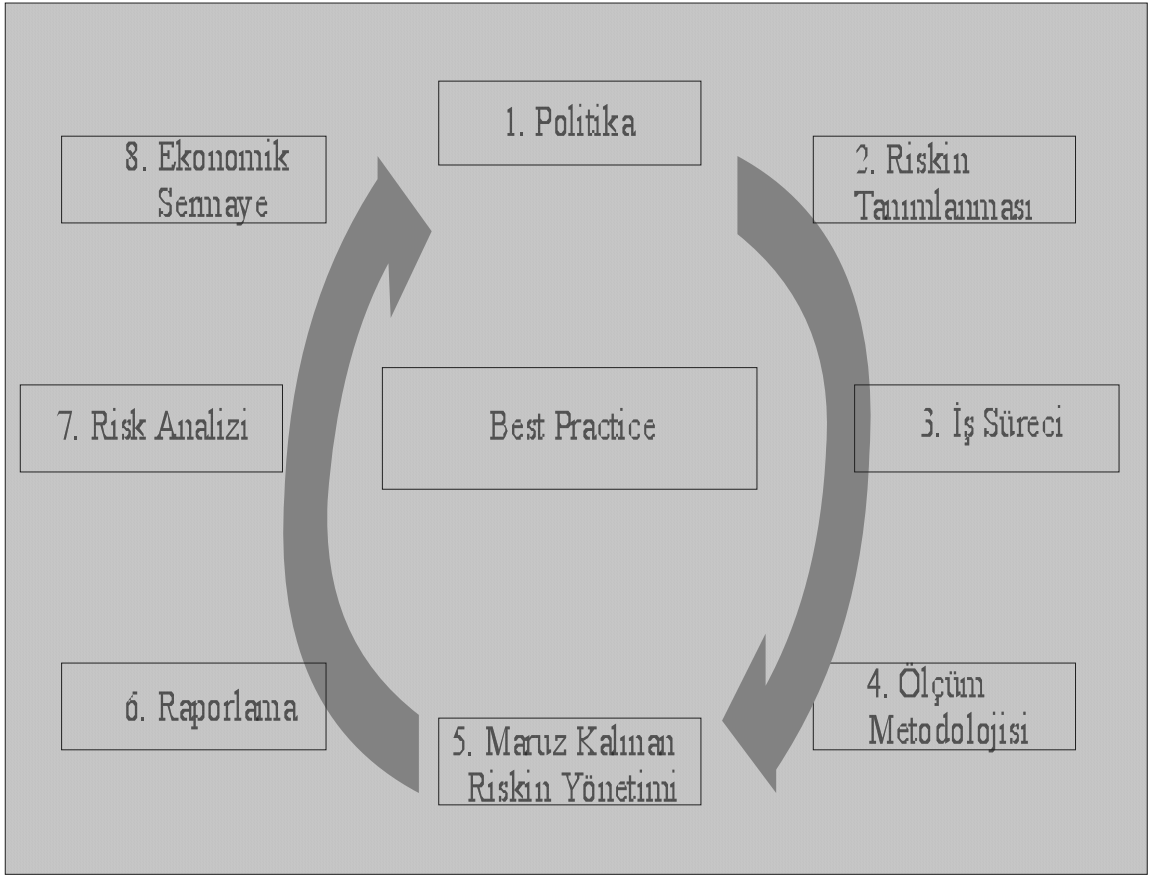 1. Politika
2. Riskin
Tanımlanması
3. İş Süreci
4. Ölçüm
Metodolojisi
5. Maruz Kalınan
Riskin Yönetimi
6. Raporlama
7. Risk Analizi
8. Ekonomik
Sermaye
Best Practice